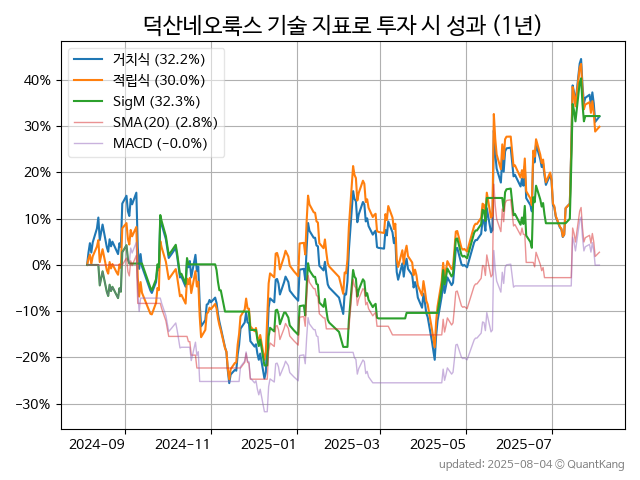 덕산네오룩스 기술 지표로 투자 시 성과 (1년)
거치식 (32.2%)
적립식 (30.0%)
SigM (32.3%)
SMA(20) (2.8%)
MACD (-0.0%)
40%
30%
20%
10%
0%
-10%
-20%
-30%
2024-09 2024-11 2025-01 2025-03 2025-05 2025-07
updated: 2025-08-04 © QuantKang